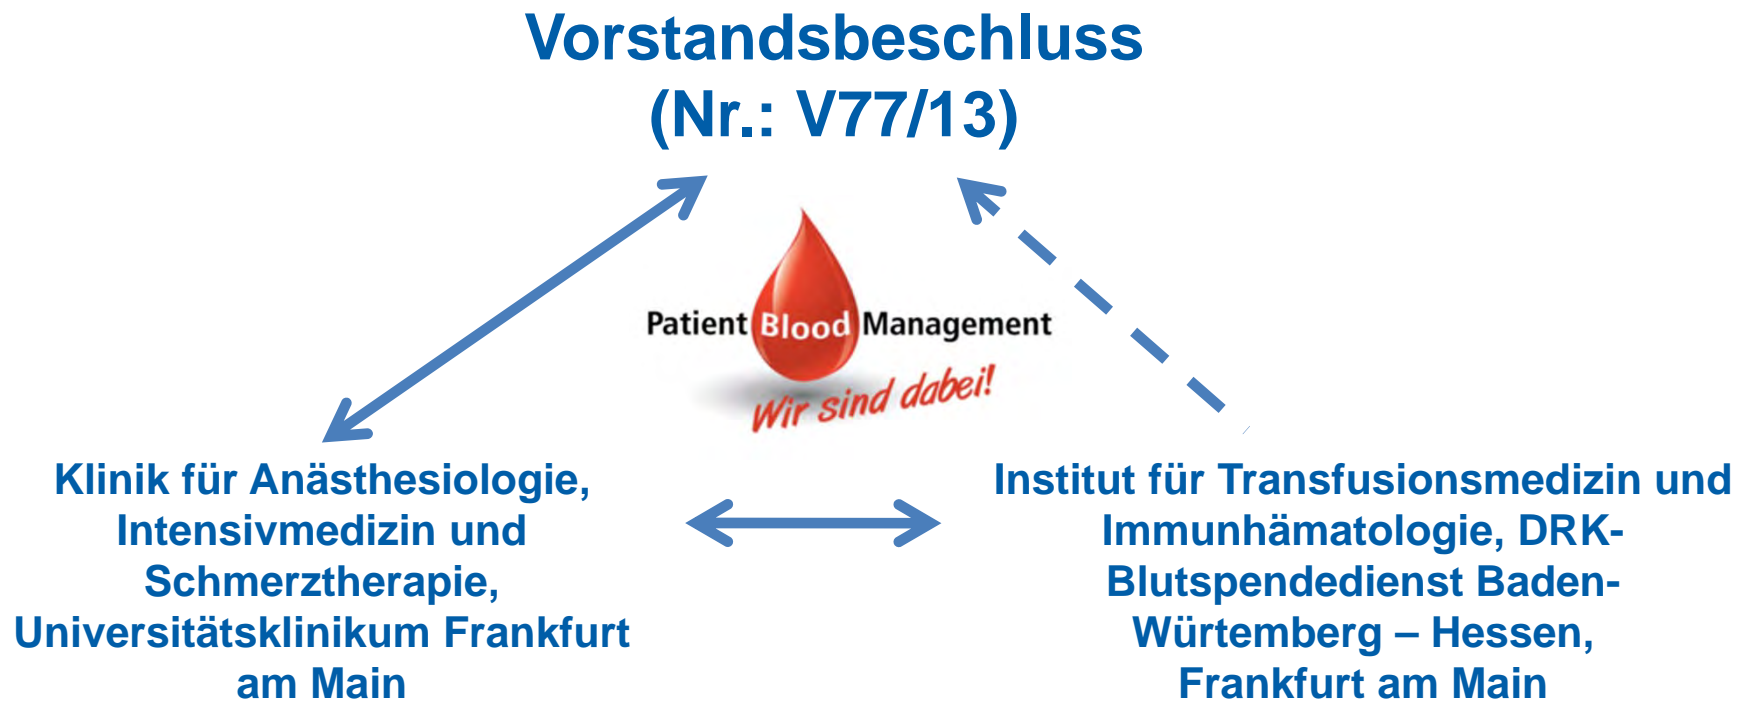 Vorstandsbeschluss
(Nr.: V77/13)
Patient Blood Management
Wir sind dabei!
Klinik für Anästhesiologie,
Intensivmedizin und
Schmerztherapie,
Universitätsklinikum Frankfurt
am Main
Institut für Transfusionsmedizin und
Immunhämatologie, DRK-
Blutspendedienst Baden-
Würtemberg – Hessen,
Frankfurt am Main